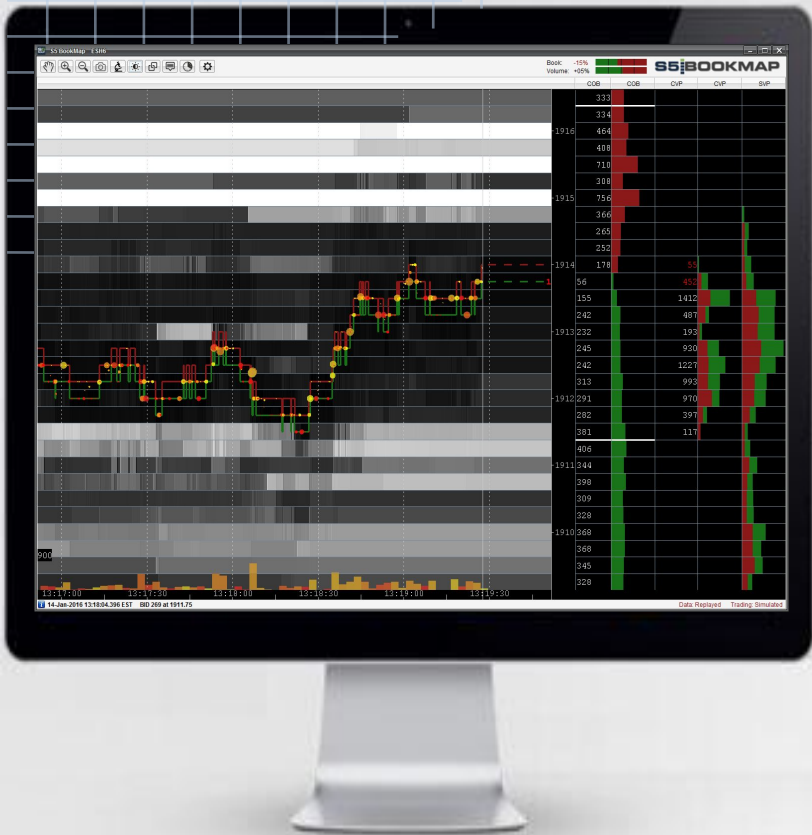 S5 BookMap - ESH6
Book: -15%
Volume: +05%
S5 BOOKMAP
COB COB CVP CVP SVP
333
334
1916 464
408
710
308
1915 756
366
265
252
1914 178 55
56 452
1
155 1412
242 487
1913 232 193
245 930
242 1227
313 993
1912 291 970
282 397
381 117
406
1911 344
398
309
328
1910 368
368
900
345
328
13:17:00 13:17:30 13:18:00 13:18:30 13:19:00 13:19:30
14-Jan-2016 13:18:04.396 EST BID 269 at 1911.75 Data: Replayed Trading: Simulated